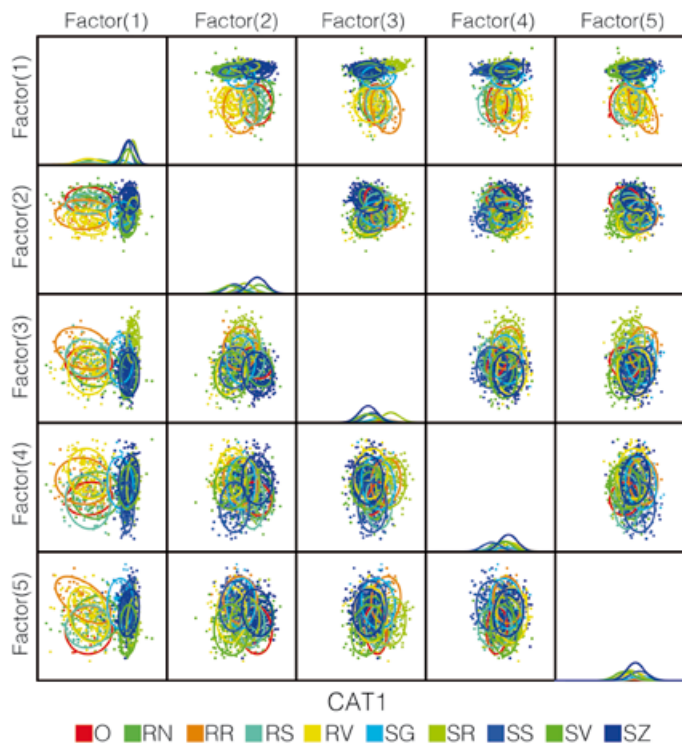 Factor(1) Factor(2) Factor(3) Factor(4) Factor(5)
Factor(1)
Factor(2)
Factor(3)
Factor(4)
Factor(5)
CAT1
O RN RR RS RV SG SR SS SV SZ